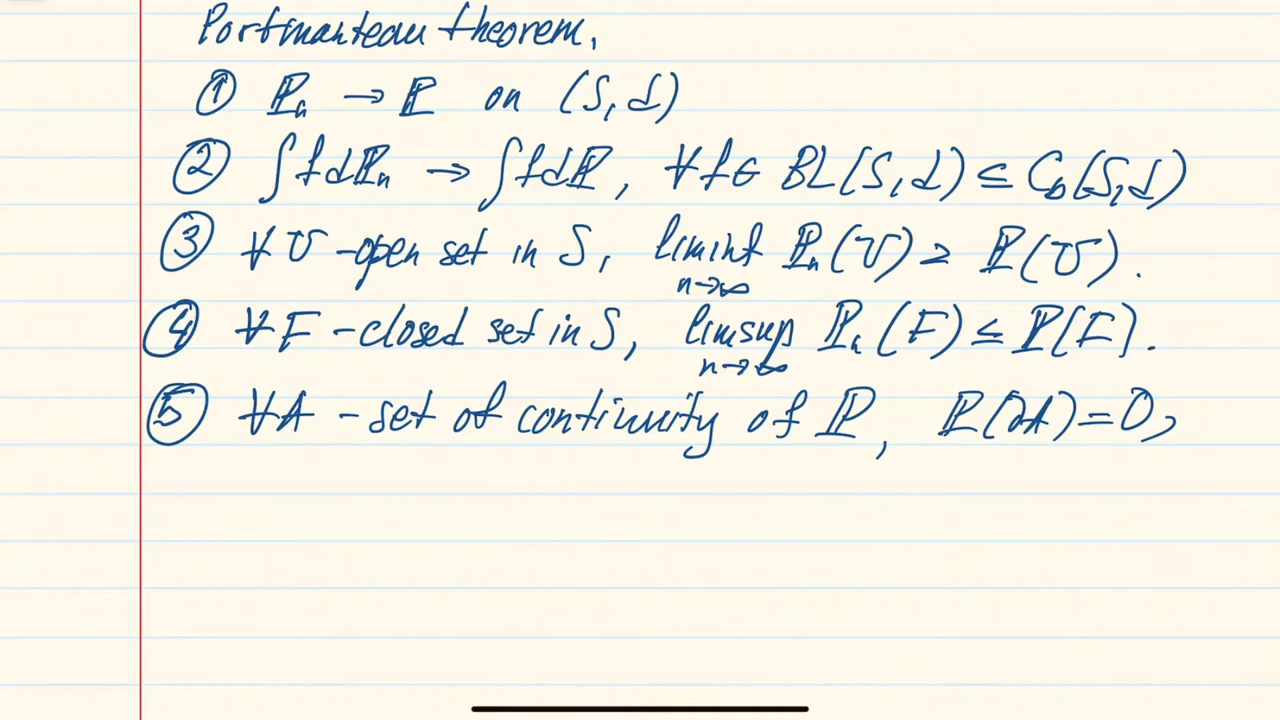 Portmanteau theorem.
① ℙₙ → ℙ on (S, d)
② ∫f dℙₙ → ∫f dℙ, ∀f∈ BL(S, d) ⊆ C_b(S, d)
③ ∀ U - open set in S, liminf_{n→∞} ℙₙ(U) ≥ ℙ(U).
④ ∀F - closed set in S, limsup_{n→∞} ℙₙ(F) ≤ ℙ(F).
⑤ ∀A - set of continuity of ℙ, ℙ(∂A)=0,